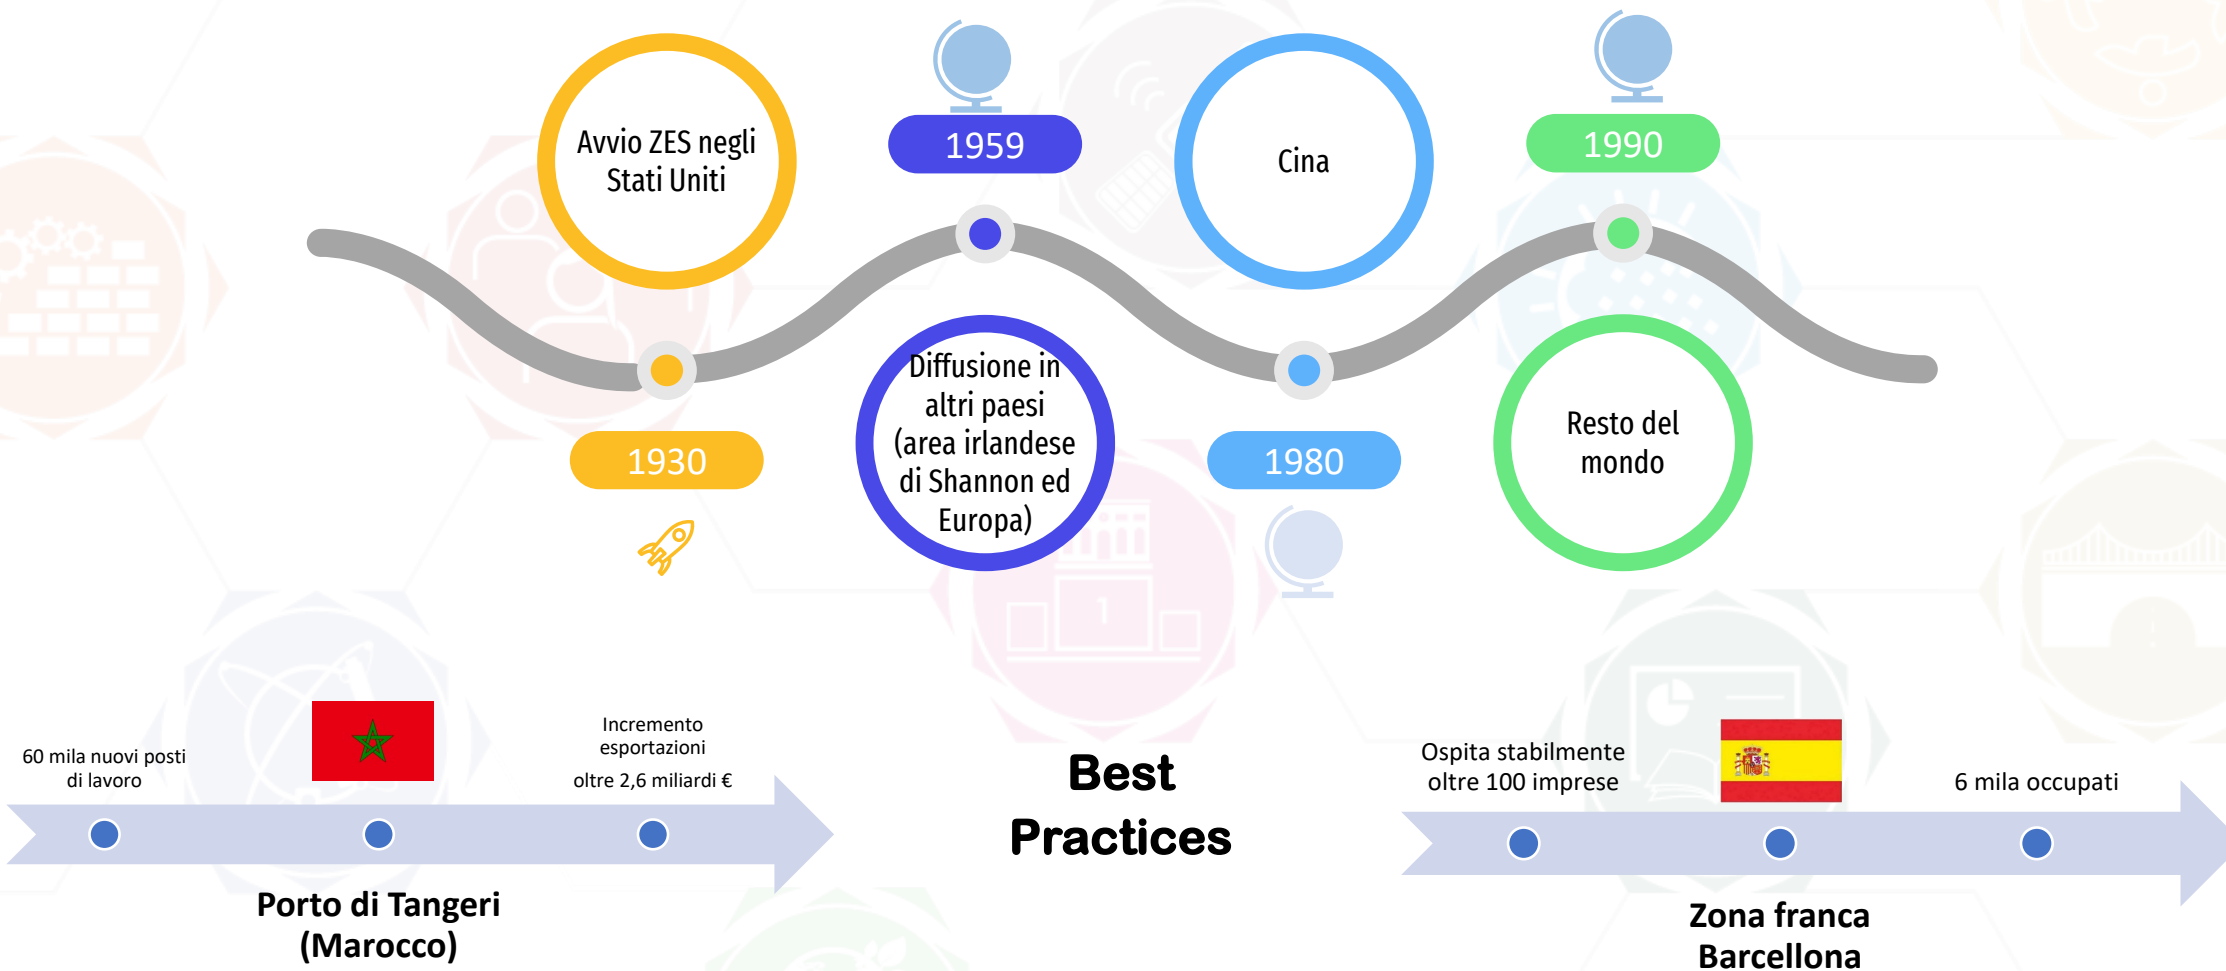 Avvio ZES negli
Stati Uniti
1930
1959
Diffusione in
altri paesi
(area irlandese
di Shannon ed
Europa)
Cina
1980
1990
Resto del
mondo
60 mila nuovi posti
di lavoro
Incremento
esportazioni
oltre 2,6 miliardi €
Porto di Tangeri
(Marocco)
Best
Practices
Ospita stabilmente
oltre 100 imprese
6 mila occupati
Zona franca
Barcellona
1